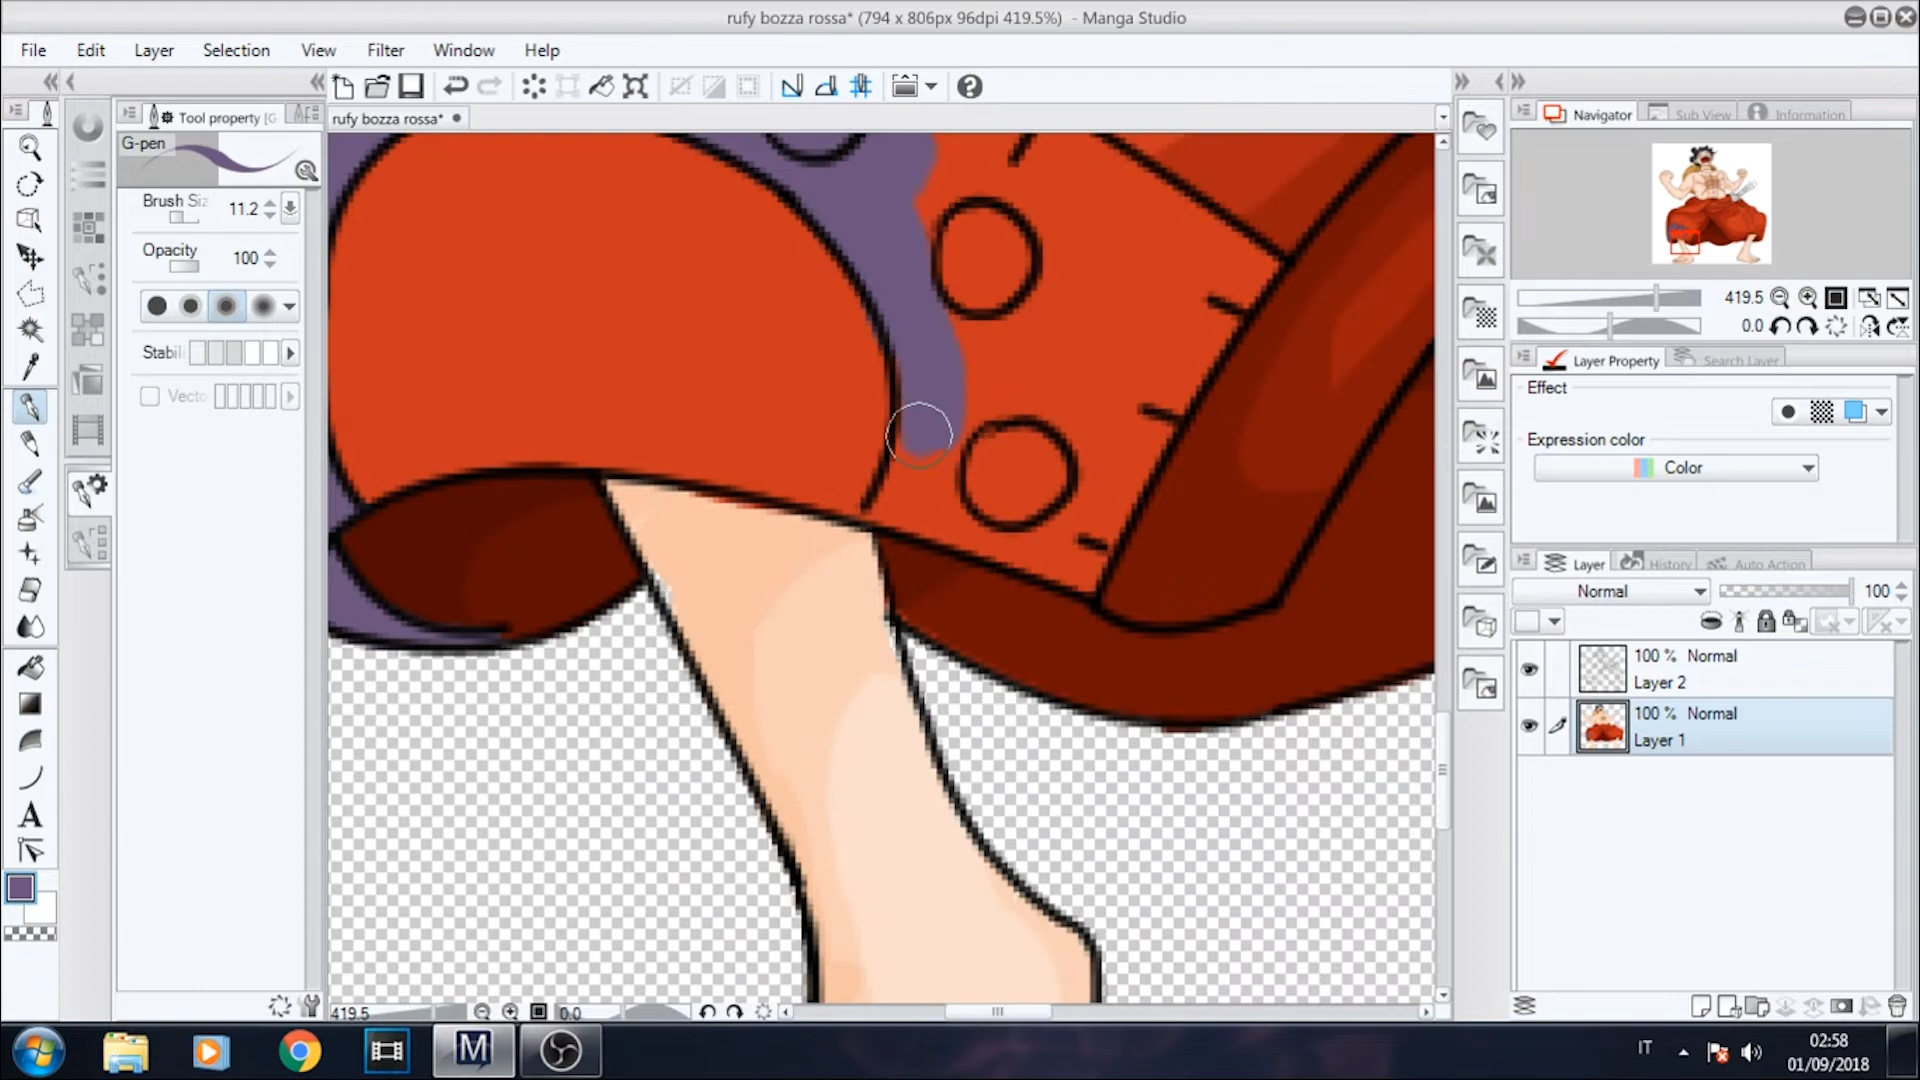 rufy bozza rossa* (794 x 806px 96dpi 419.5%) - Manga Studio
File Edit Layer Selection View Filter Window Help
Tool property [G
rufy bozza rossa*
G-pen
Brush Siz 11.2
Opacity 100
Stabil
Vecto
Navigator Sub View Information
419.5
0.0
Layer Property Search Layer
Effect
Expression color
Color
Layer History Auto Action
Normal 100
100 % Normal
Layer 2
100 % Normal
Layer 1
A
419.5 0.0
M
IT
02:58
01/09/2018